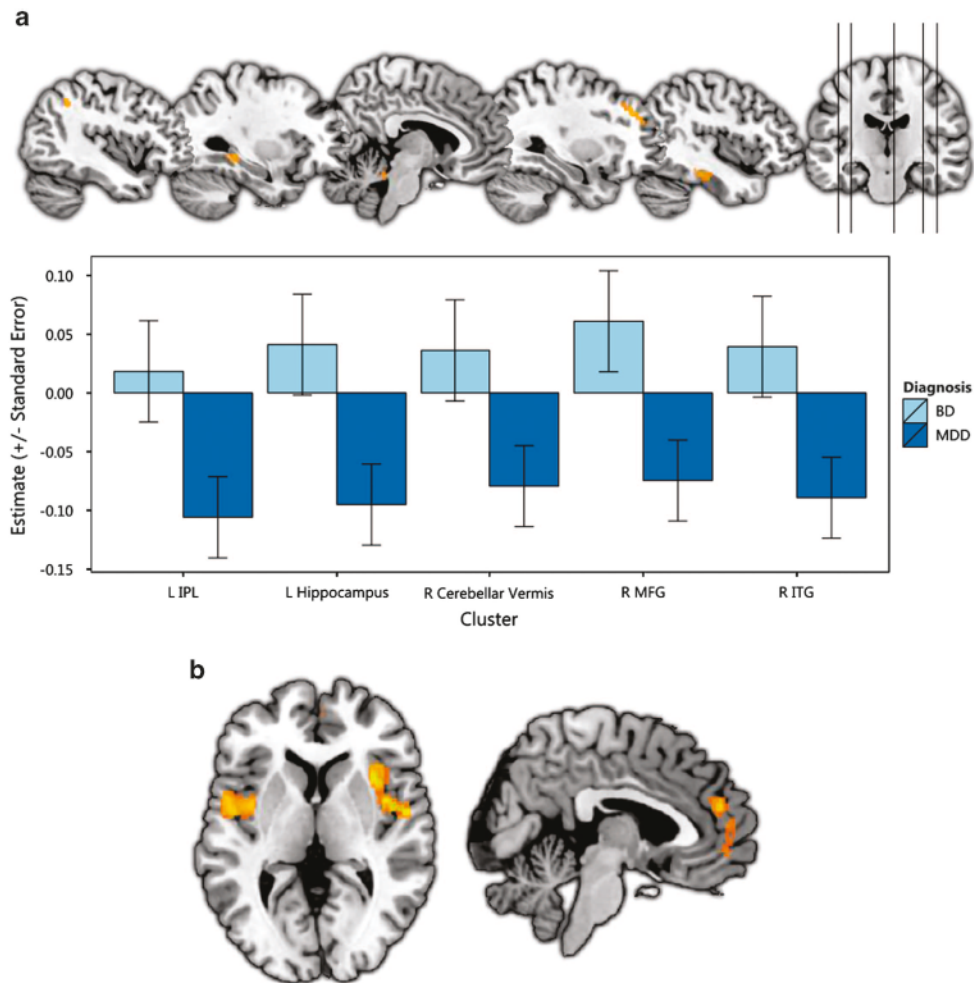 a
0.10
0.05
0.00
-0.05
-0.10
-0.15
Estimate (+/- Standard Error)
L IPL L Hippocampus R Cerebellar Vermis R MFG R ITG
Cluster
Diagnosis
BD
MDD
b